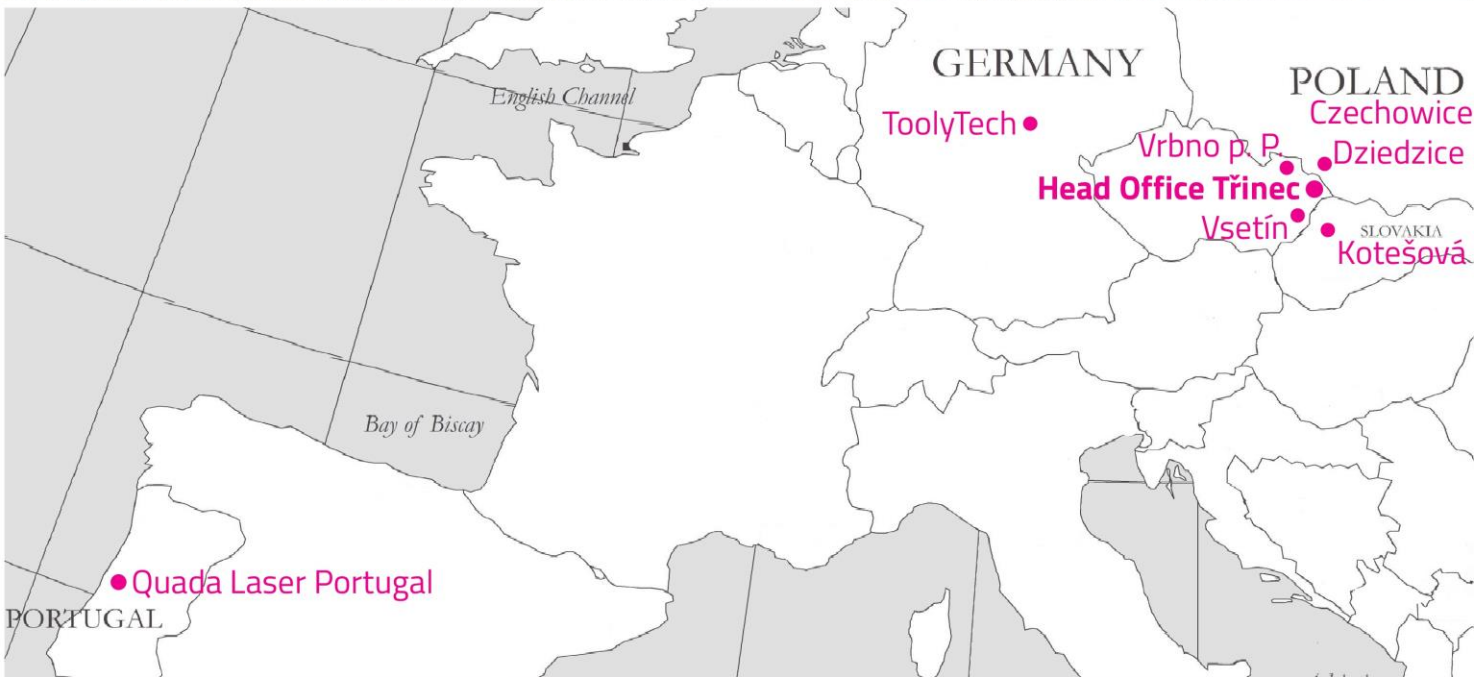 GERMANY
POLAND
English Channel
ToolyTech
Czechowice
Dziedzice
Vrbno p. P.
Head Office Třinec
Vsetín
SLOVAKIA
Kotešová
Bay of Biscay
Quada Laser Portugal
PORTUGAL